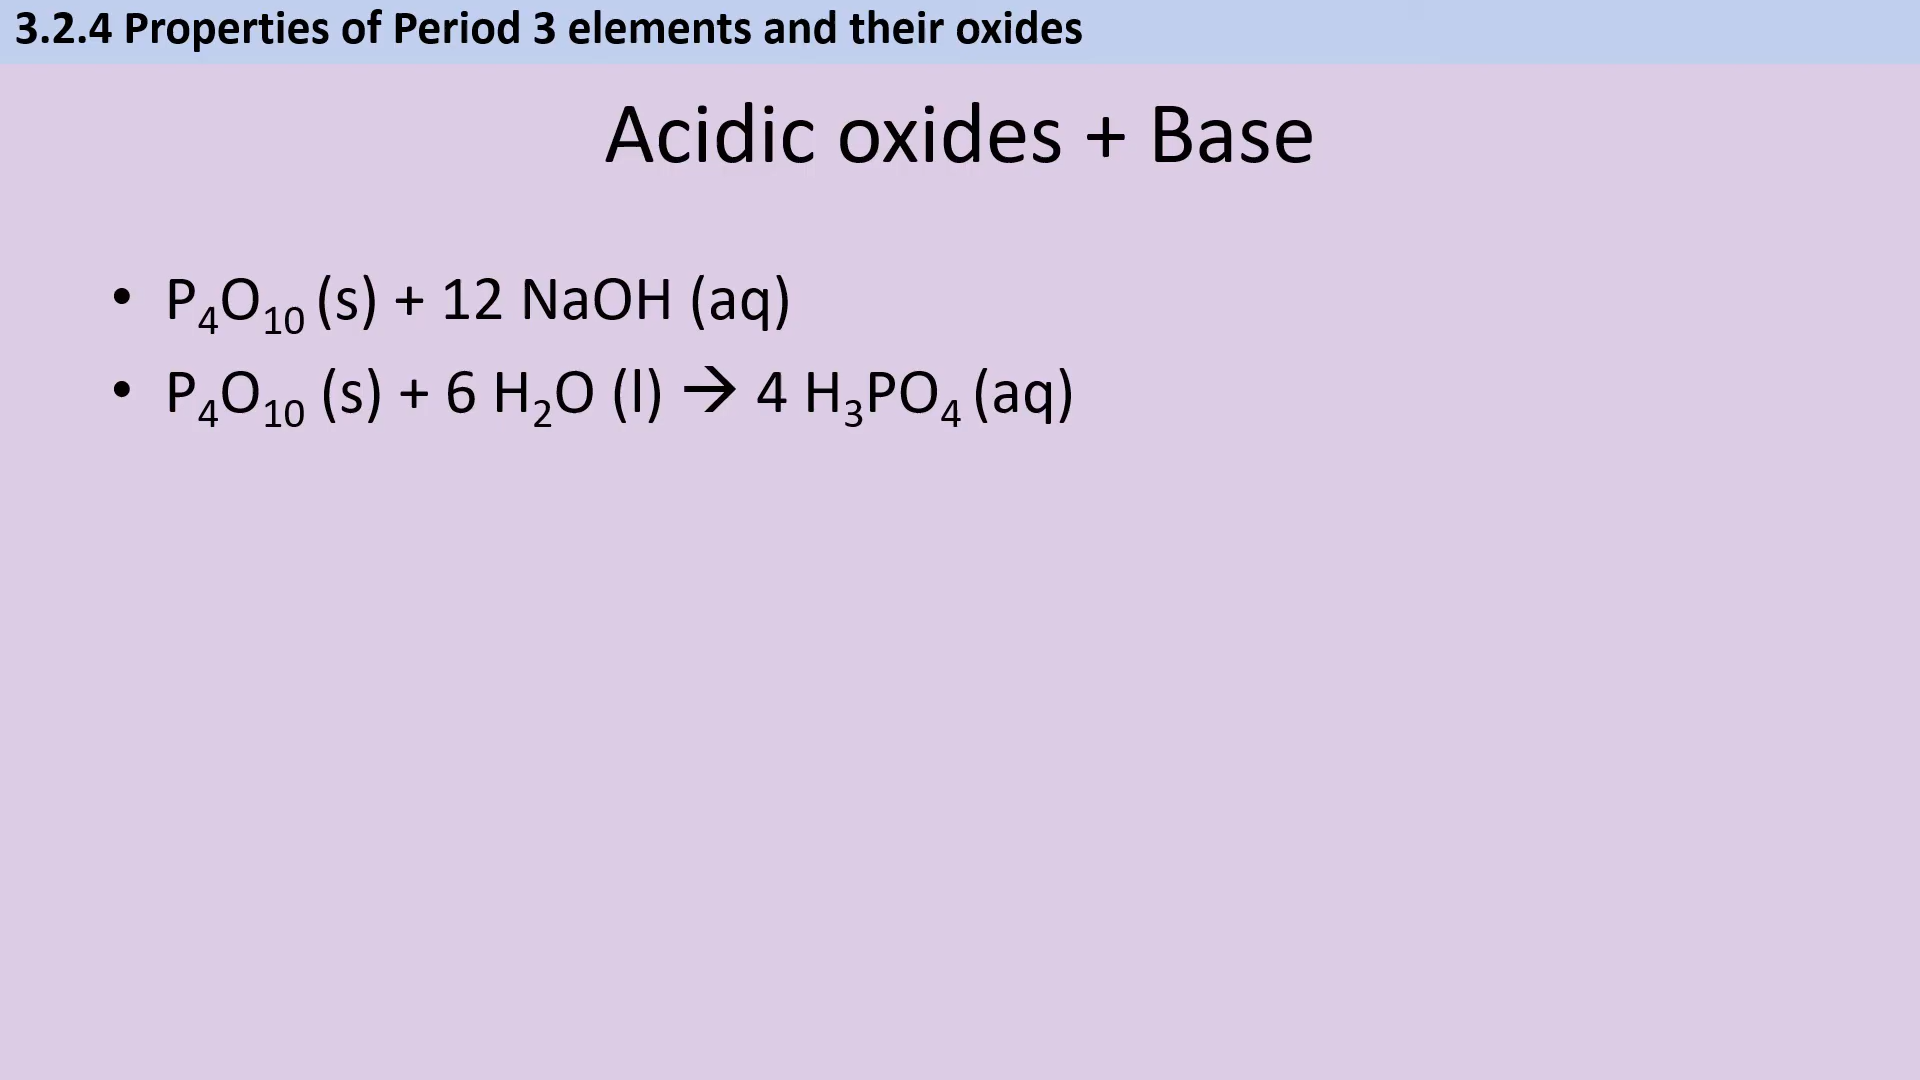 3.2.4 Properties of Period 3 elements and their oxides
Acidic oxides + Base
• P₄O₁₀ (s) + 12 NaOH (aq)
• P₄O₁₀ (s) + 6 H₂O (l) → 4 H₃PO₄ (aq)